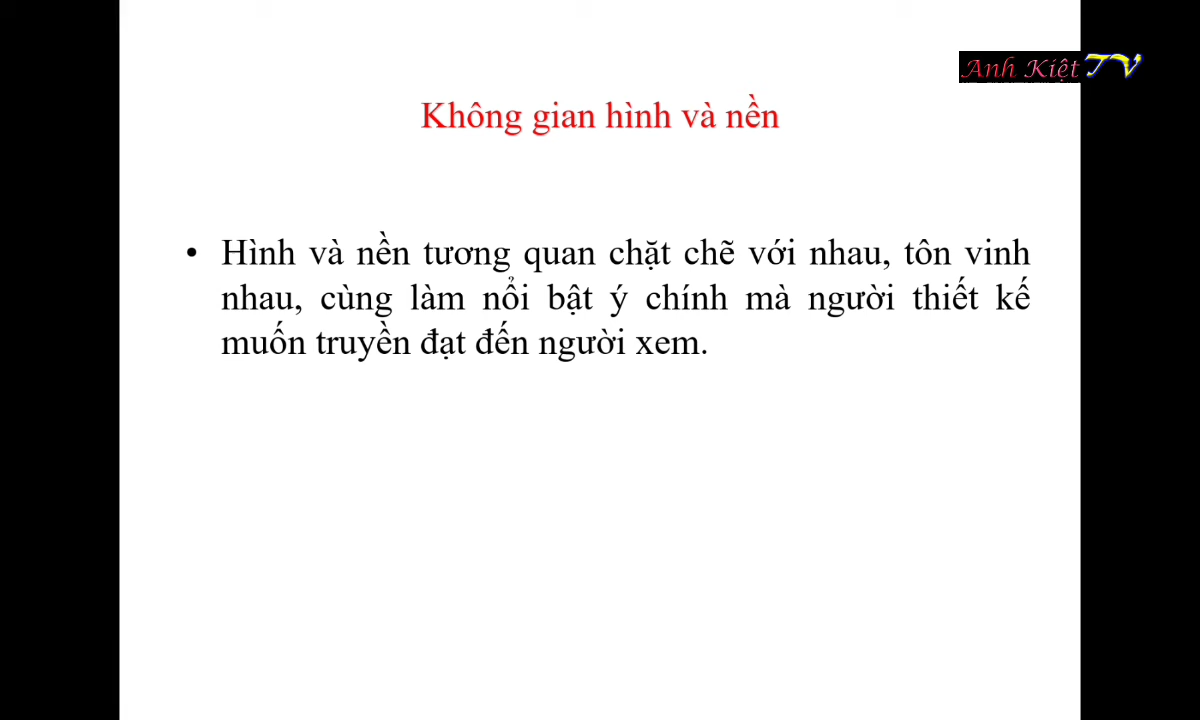 Anh Kiệt TV
Không gian hình và nền
• Hình và nền tương quan chặt chẽ với nhau, tôn vinh
nhau, cùng làm nổi bật ý chính mà người thiết kế
muốn truyền đạt đến người xem.